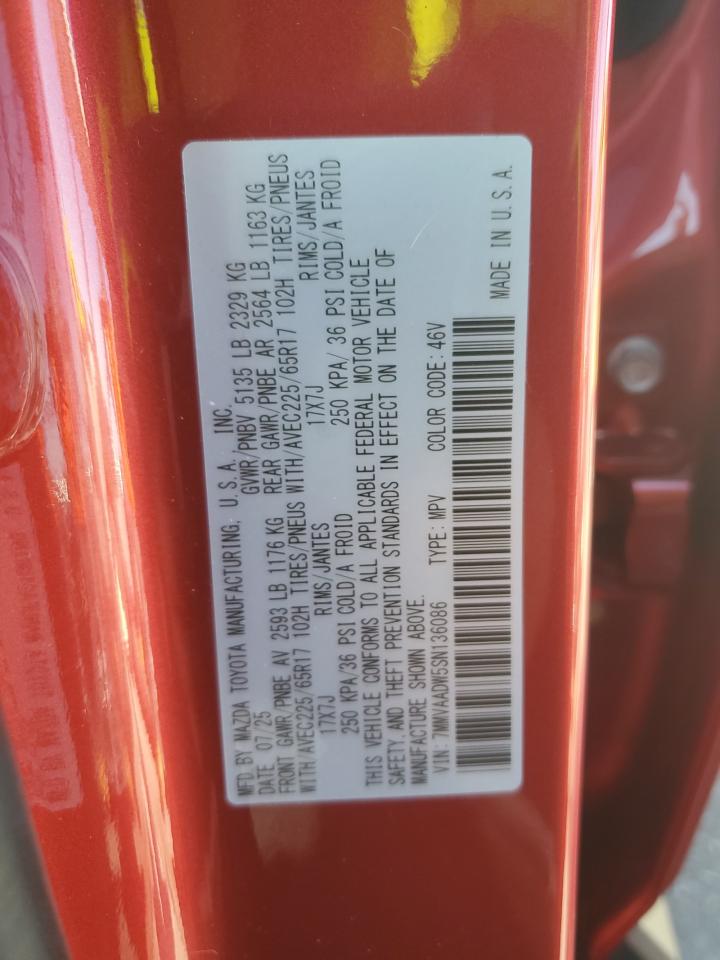 MFD.BY MAZDA TOYOTA MANUFACTURING, U.S.A. INC.
DATE 07/25 GVWR/PNBV 5135 LB 2329 KG
FRONT GAWR/PNBE AV 2593 LB 1176 KG REAR GAWR/PNBE AR 2564 LB 1163 KG
WITH/AVEC225/65R17 102H TIRES/PNEUS WITH/AVEC225/65R17 102H TIRES/PNEUS
17X7J RIMS/JANTES 17X7J RIMS/JANTES
250 KPA/36 PSI COLD/A FROID 250 KPA/ 36 PSI COLD/A FROID
THIS VEHICLE CONFORMS TO ALL APPLICABLE FEDERAL MOTOR VEHICLE
SAFETY AND THEFT PREVENTION STANDARDS IN EFFECT ON THE DATE OF
MANUFACTURE SHOWN ABOVE.
VIN: 7MMVAADW5SN136086 TYPE: MPV COLOR CODE: 46V
MADE IN U.S.A.